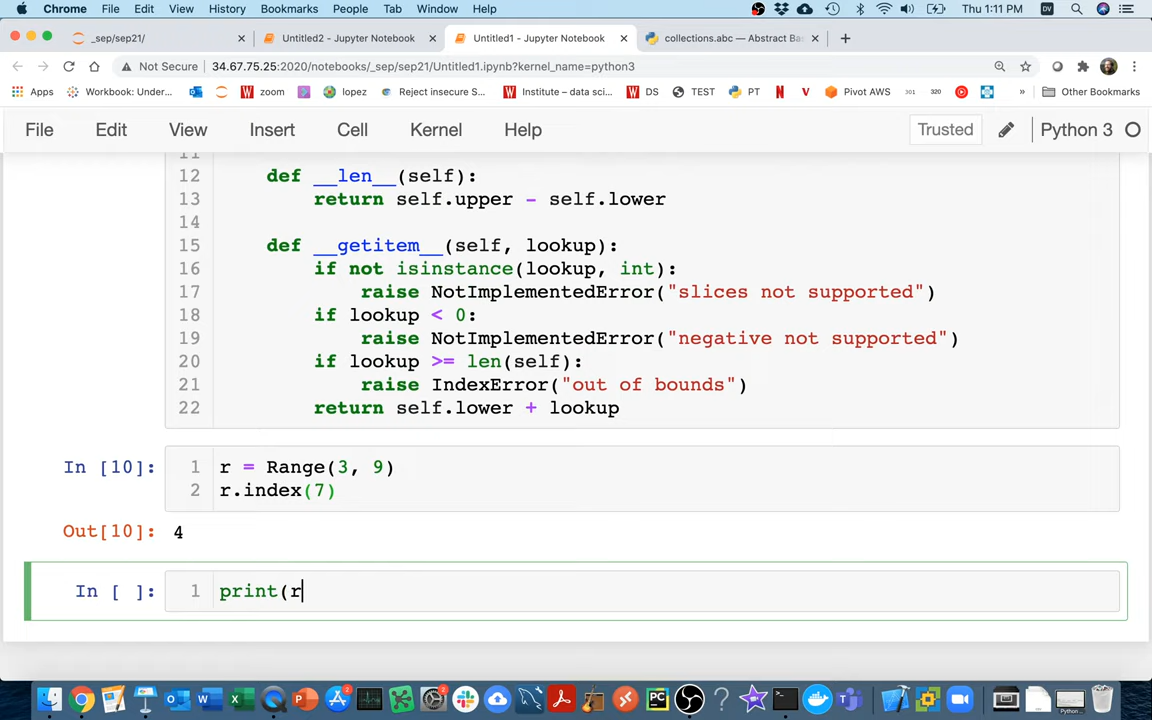 Chrome File Edit View History Bookmarks People Tab Window Help Thu 1:11 PM
_sep/sep21/ Untitled2 - Jupyter Notebook Untitled1 - Jupyter Notebook collections.abc — Abstract Ba
Not Secure 34.67.75.25:2020/notebooks/_sep/sep21/Untitled1.ipynb?kernel_name=python3
Apps Workbook: Under... zoom lopez Reject insecure S... Institute – data sci... DS TEST PT Pivot AWS » Other Bookmarks
File Edit View Insert Cell Kernel Help Trusted Python 3
11
12 def __len__(self):
13 return self.upper - self.lower
14
15 def __getitem__(self, lookup):
16 if not isinstance(lookup, int):
17 raise NotImplementedError("slices not supported")
18 if lookup < 0:
19 raise NotImplementedError("negative not supported")
20 if lookup >= len(self):
21 raise IndexError("out of bounds")
22 return self.lower + lookup
In [10]: 1 r = Range(3, 9)
2 r.index(7)
Out[10]: 4
In [ ]: 1 print(r